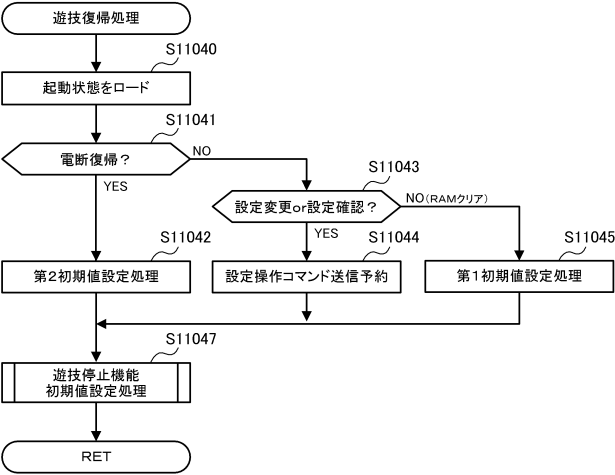 遊技復帰処理
S11040
起動状態をロード
S11041
電断復帰？
NO
YES
S11043
設定変更or設定確認？
NO（RAMクリア）
YES
S11042
第２初期値設定処理
S11044
設定操作コマンド送信予約
S11045
第１初期値設定処理
S11047
遊技停止機能
初期値設定処理
RET